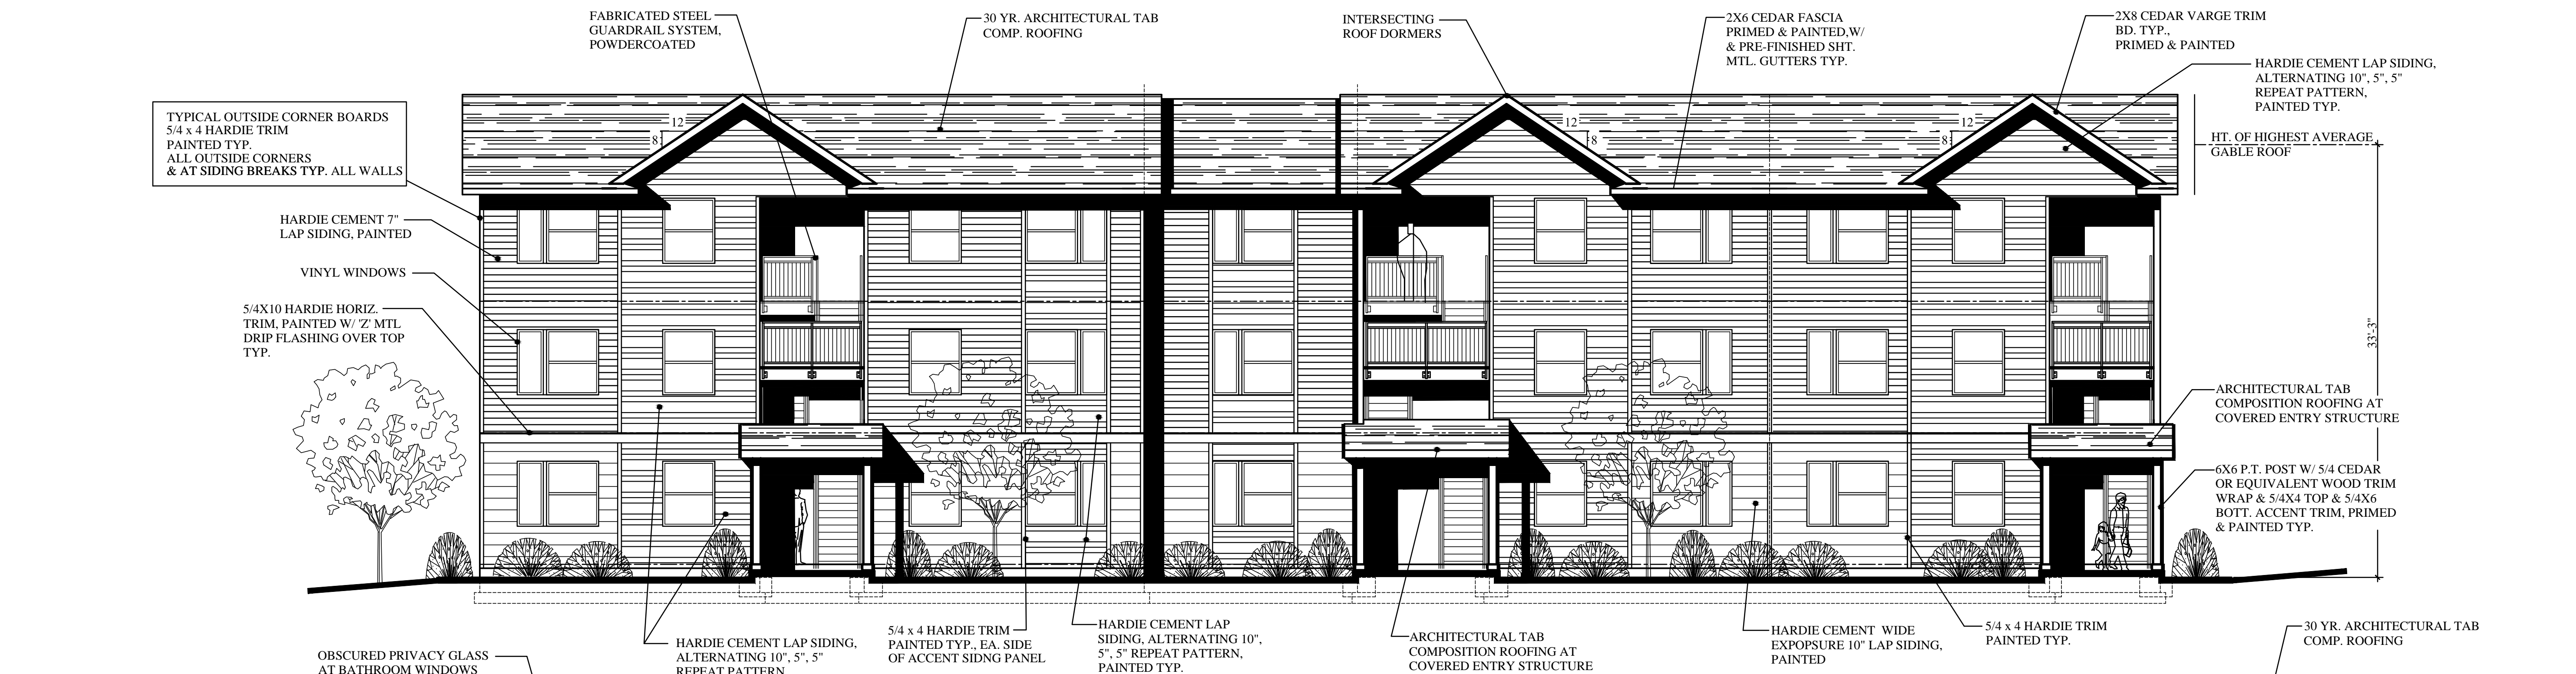 FABRICATED STEEL
GUARDRAIL SYSTEM,
POWDERCOATED
30 YR. ARCHITECTURAL TAB
COMP. ROOFING
INTERSECTING
ROOF DORMERS
2X6 CEDAR FASCIA
PRIMED & PAINTED,W/
& PRE-FINISHED SHT.
MTL. GUTTERS TYP.
2X8 CEDAR VARGE TRIM
BD. TYP.,
PRIMED & PAINTED
HARDIE CEMENT LAP SIDING,
ALTERNATING 10", 5", 5"
REPEAT PATTERN,
PAINTED TYP.
TYPICAL OUTSIDE CORNER BOARDS
5/4 x 4 HARDIE TRIM
PAINTED TYP.
ALL OUTSIDE CORNERS
& AT SIDING BREAKS TYP. ALL WALLS
12
8
12
8
12
8
HT. OF HIGHEST AVERAGE
GABLE ROOF
HARDIE CEMENT 7"
LAP SIDING, PAINTED
VINYL WINDOWS
5/4X10 HARDIE HORIZ.
TRIM, PAINTED W/ 'Z' MTL
DRIP FLASHING OVER TOP
TYP.
33'-3"
ARCHITECTURAL TAB
COMPOSITION ROOFING AT
COVERED ENTRY STRUCTURE
6X6 P.T. POST W/ 5/4 CEDAR
OR EQUIVALENT WOOD TRIM
WRAP & 5/4X4 TOP & 5/4X6
BOTT. ACCENT TRIM, PRIMED
& PAINTED TYP.
OBSCURED PRIVACY GLASS
AT BATHROOM WINDOWS
HARDIE CEMENT LAP SIDING,
ALTERNATING 10", 5", 5"
REPEAT PATTERN
5/4 x 4 HARDIE TRIM
PAINTED TYP., EA. SIDE
OF ACCENT SIDNG PANEL
HARDIE CEMENT LAP
SIDING, ALTERNATING 10",
5", 5" REPEAT PATTERN,
PAINTED TYP.
ARCHITECTURAL TAB
COMPOSITION ROOFING AT
COVERED ENTRY STRUCTURE
HARDIE CEMENT WIDE
EXPOPSURE 10" LAP SIDING,
PAINTED
5/4 x 4 HARDIE TRIM
PAINTED TYP.
30 YR. ARCHITECTURAL TAB
COMP. ROOFING